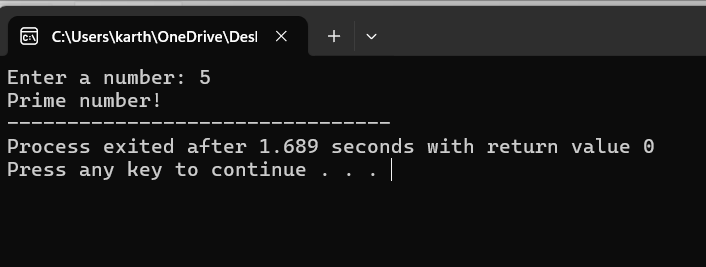 C:\Users\karth\OneDrive\Desl
Enter a number: 5
Prime number!
--------------------------------
Process exited after 1.689 seconds with return value 0
Press any key to continue . . .